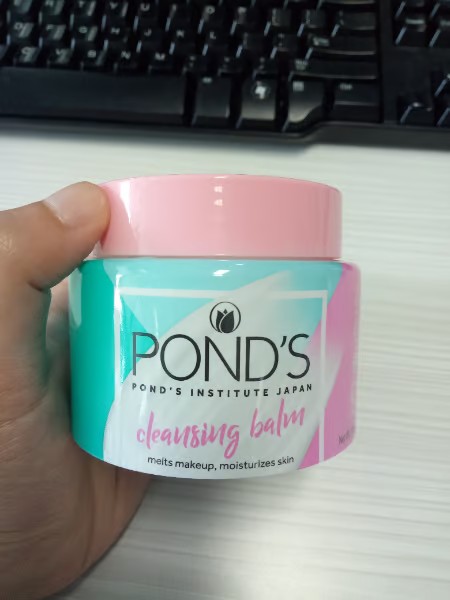 POND'S
POND'S INSTITUTE JAPAN
cleansing balm
melts makeup, moisturizes skin